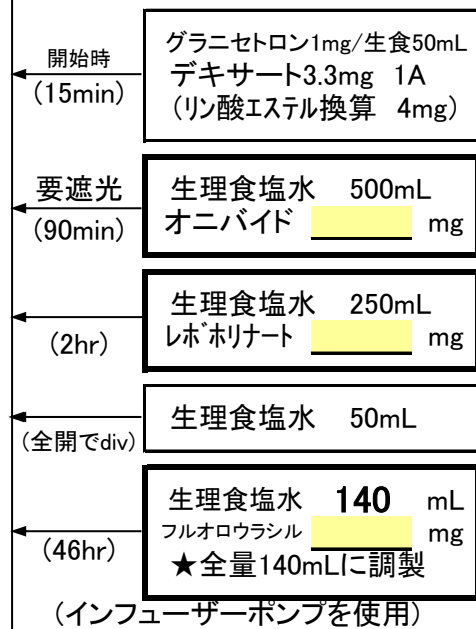 開始時
(15min)
グラニセトロン1mg/生食50mL
デキサート3.3mg 1A
(リン酸エステル換算 4mg)
要遮光
(90min)
生理食塩水 500mL
オニバイド mg
(2hr)
生理食塩水 250mL
レボホリナート mg
(全開でdiv)
生理食塩水 50mL
(46hr)
生理食塩水 140 mL
フルオロウラシル mg
★全量140mLに調製
(インフューザーポンプを使用)